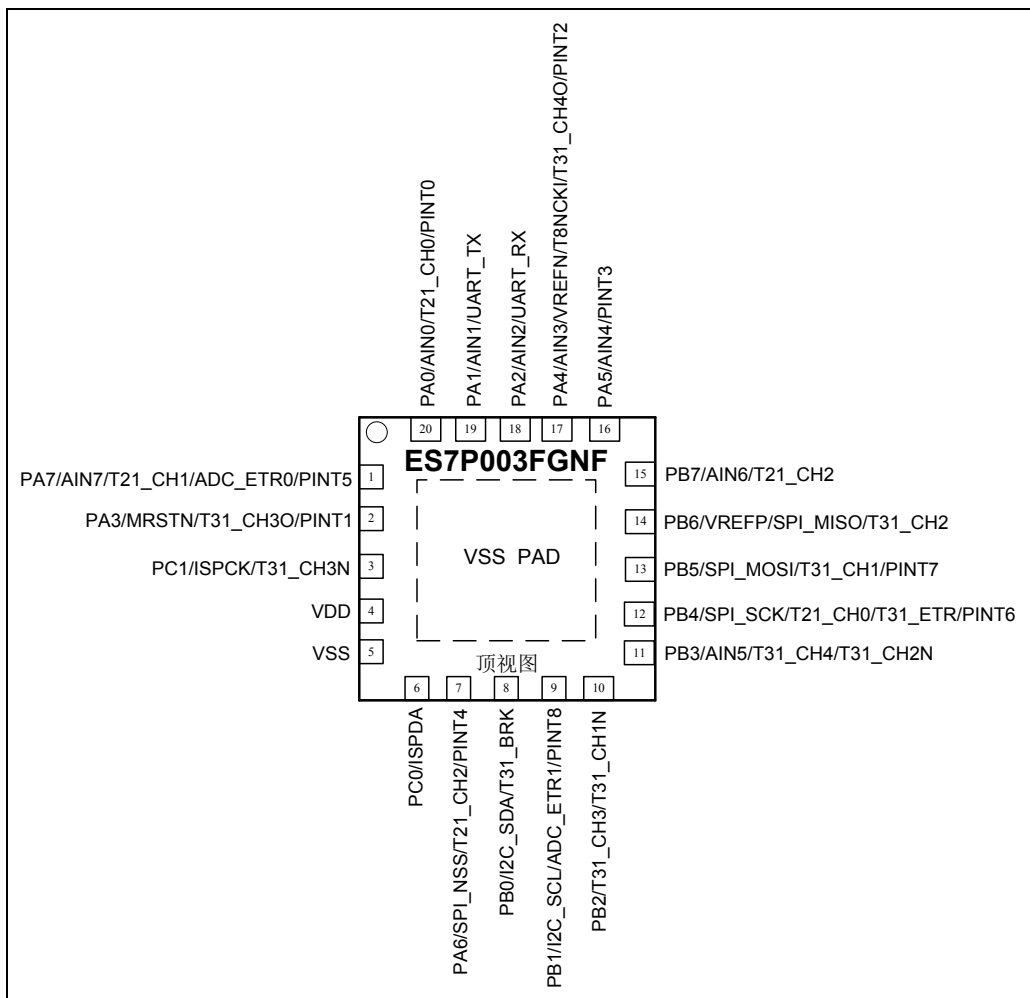 PA0/AIN0/T21_CH0/PINT0
PA1/AIN1/UART_TX
PA2/AIN2/UART_RX
PA4/AIN3/VREFN/T8NCKI/T31_CH4O/PINT2
PA5/AIN4/PINT3
20
19
18
17
16
ES7P003FGNF
PA7/AIN7/T21_CH1/ADC_ETR0/PINT5
1
15
PB7/AIN6/T21_CH2
PA3/MRSTN/T31_CH3O/PINT1
2
14
PB6/VREFP/SPI_MISO/T31_CH2
PC1/ISPCK/T31_CH3N
3
VSS PAD
13
PB5/SPI_MOSI/T31_CH1/PINT7
VDD
4
12
PB4/SPI_SCK/T21_CH0/T31_ETR/PINT6
VSS
5
11
PB3/AIN5/T31_CH4/T31_CH2N
顶视图
6
7
8
9
10
PC0/ISPDA
PA6/SPI_NSS/T21_CH2/PINT4
PB0/I2C_SDA/T31_BRK
PB1/I2C_SCL/ADC_ETR1/PINT8
PB2/T31_CH3/T31_CH1N